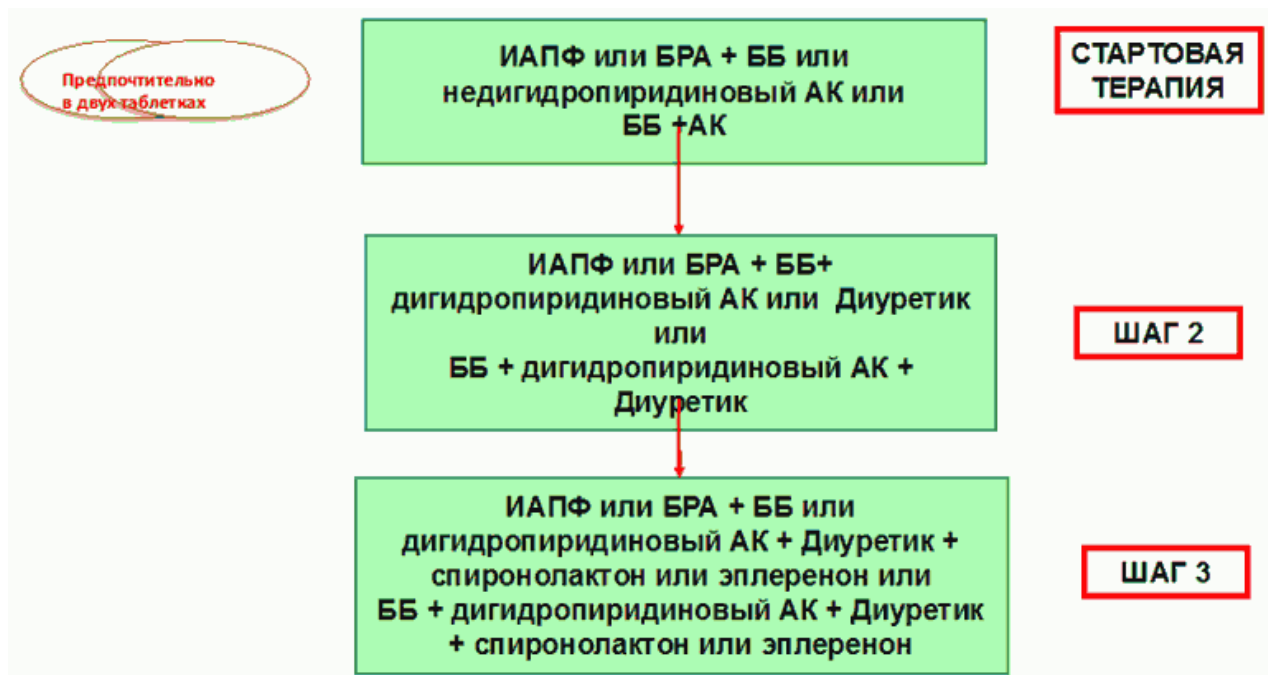 Предпочтительно
в двух таблетках
ИАПФ или БРА + ББ или
недигидропиридиновый АК или
ББ +АК
СТАРТОВАЯ
ТЕРАПИЯ
ИАПФ или БРА + ББ+
дигидропиридиновый АК или Диуретик
или
ББ + дигидропиридиновый АК +
Диуретик
ШАГ 2
ИАПФ или БРА + ББ или
дигидропиридиновый АК + Диуретик +
спиронолактон или эплеренон или
ББ + дигидропиридиновый АК + Диуретик
+ спиронолактон или эплеренон
ШАГ 3